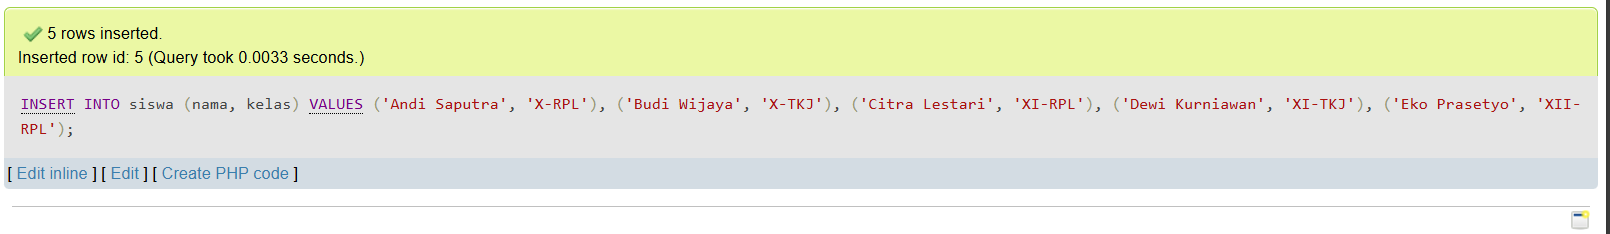 5 rows inserted.
Inserted row id: 5 (Query took 0.0033 seconds.)
INSERT INTO siswa (nama, kelas) VALUES ('Andi Saputra', 'X-RPL'), ('Budi Wijaya', 'X-TKJ'), ('Citra Lestari', 'XI-RPL'), ('Dewi Kurniawan', 'XI-TKJ'), ('Eko Prasetyo', 'XII-
RPL');
[ Edit inline ] [ Edit ] [ Create PHP code ]